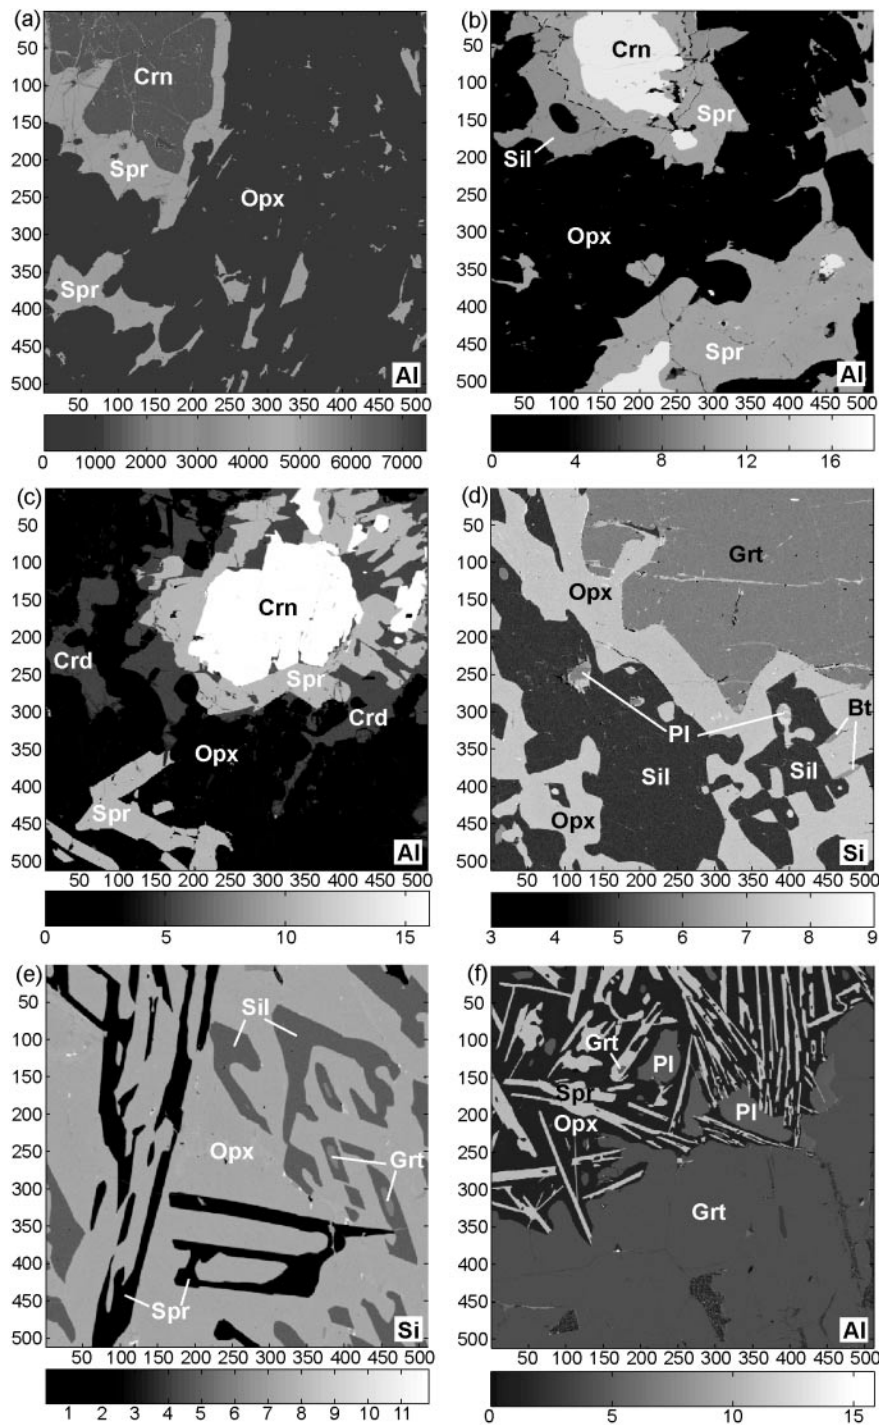 (a)
50
100
150
200
250
300
350
400
450
500
Crn
Spr
Opx
Spr
Al
50 100 150 200 250 300 350 400 450 500
0 1000 2000 3000 4000 5000 6000 7000
(b)
50
100
150
200
250
300
350
400
450
500
Crn
Spr
Sil
Opx
Spr
Al
50 100 150 200 250 300 350 400 450 500
0 4 8 12 16
(c)
50
100
150
200
250
300
350
400
450
500
Crn
Crd
Spr
Crd
Opx
Spr
Al
50 100 150 200 250 300 350 400 450 500
0 5 10 15
(d)
50
100
150
200
250
300
350
400
450
500
Grt
Opx
Bt
Pl
Sil
Sil
Opx
Si
50 100 150 200 250 300 350 400 450 500
3 4 5 6 7 8 9
(e)
50
100
150
200
250
300
350
400
450
500
Sil
Opx
Grt
Spr
Si
50 100 150 200 250 300 350 400 450 500
1 2 3 4 5 6 7 8 9 10 11
(f)
50
100
150
200
250
300
350
400
450
500
Grt
Pl
Spr
Pl
Opx
Grt
Al
50 100 150 200 250 300 350 400 450 500
0 5 10 15